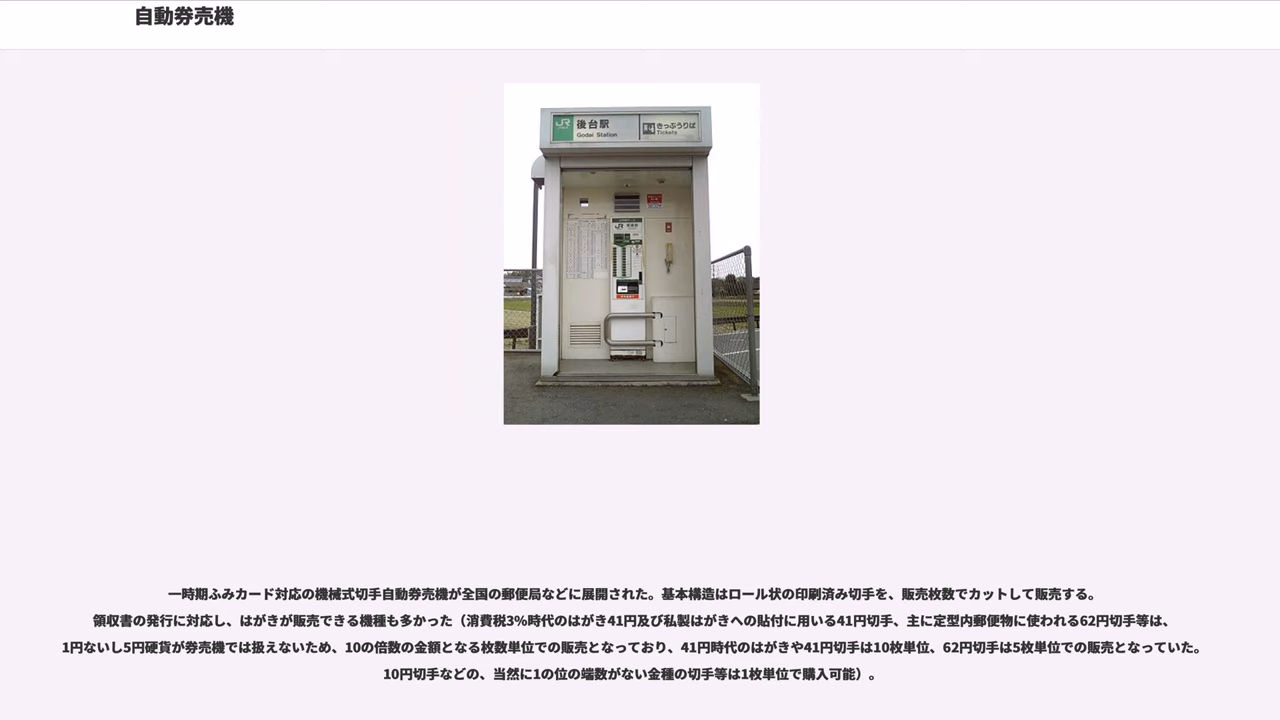 自動券売機
JR
後台駅
Godai Station
きっぷうりば
Tickets
一時期ふみカード対応の機械式切手自動券売機が全国の郵便局などに展開された。基本構造はロール状の印刷済み切手を、販売枚数でカットして販売する。
領収書の発行に対応し、はがきが販売できる機種も多かった（消費税3%時代のはがき41円及び私製はがきへの貼付に用いる41円切手、主に定型内郵便物に使われる62円切手等は、
1円ないし5円硬貨が券売機では扱えないため、10の倍数の金額となる枚数単位での販売となっており、41円時代のはがきや41円切手は10枚単位、62円切手は5枚単位での販売となっていた。
10円切手などの、当然に1の位の端数がない金種の切手等は1枚単位で購入可能）。